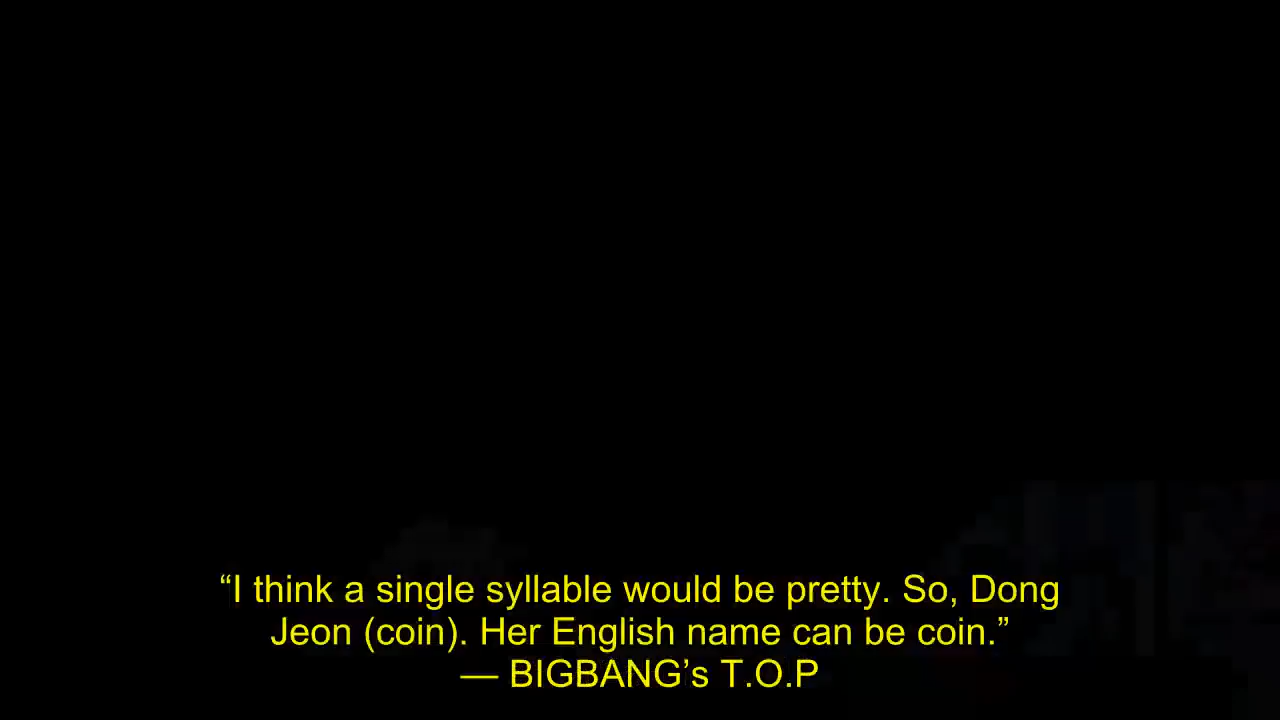 “I think a single syllable would be pretty. So, Dong
Jeon (coin). Her English name can be coin.”
— BIGBANG’s T.O.P